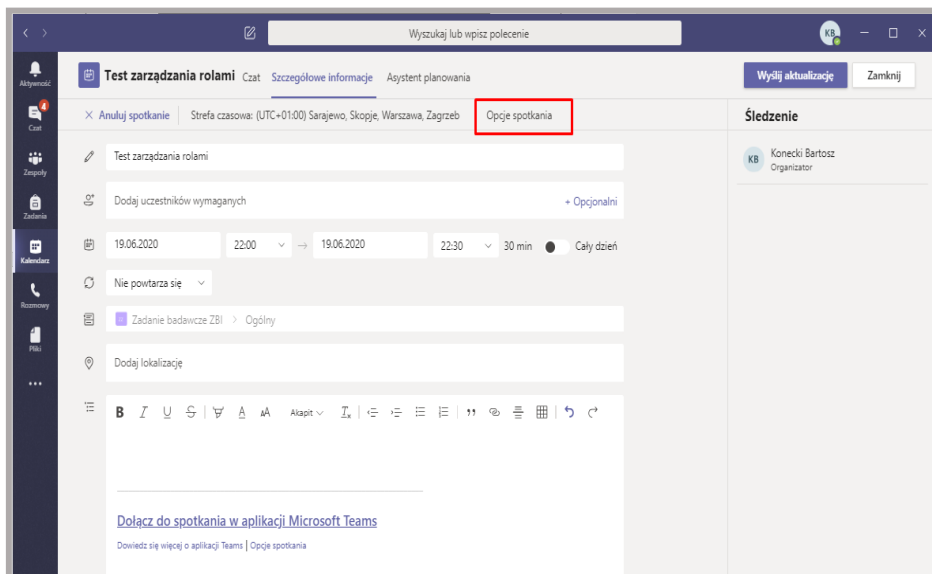 Wyszukaj lub wpisz polecenie
KB
Aktywność
4
Czat
Zespoły
Zadania
Kalendarz
Rozmowy
Pliki
Test zarządzania rolami Czat Szczegółowe informacje Asystent planowania
Wyślij aktualizację Zamknij
Anuluj spotkanie Strefa czasowa: (UTC+01:00) Sarajewo, Skopje, Warszawa, Zagrzeb Opcje spotkania
Śledzenie
KB Konecki Bartosz
Organizator
Test zarządzania rolami
Dodaj uczestników wymaganych + Opcjonalni
19.06.2020 22:00 → 19.06.2020 22:30 30 min Cały dzień
Nie powtarza się
Zadanie badawcze ZBI > Ogólny
Dodaj lokalizację
B I U S A AA Akapit
Dołącz do spotkania w aplikacji Microsoft Teams
Dowiedz się więcej o aplikacji Teams | Opcje spotkania